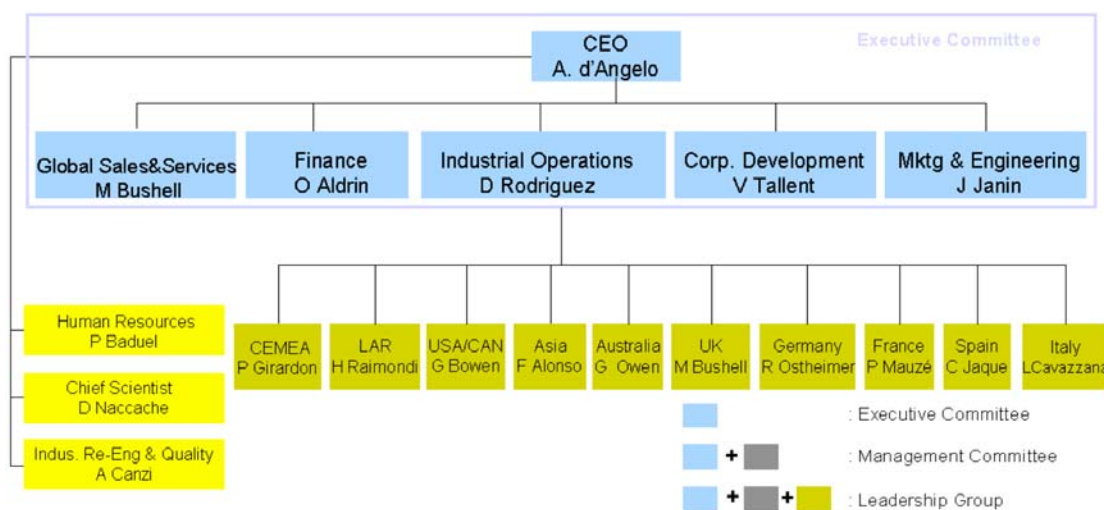 Executive Committee
CEO
A. d'Angelo
Global Sales&Services
M Bushell
Finance
O Aldrin
Industrial Operations
D Rodriguez
Corp. Development
V Tallent
Mktg & Engineering
J Janin
Human Resources
P Baduel
Chief Scientist
D Naccache
Indus. Re-Eng & Quality
A Canzi
CEMEA
P Girardon
LAR
H Raimondi
USA/CAN
G Bowen
Asia
F Alonso
Australia
G Owen
UK
M Bushell
Germany
R Ostheimer
France
P Mauzé
Spain
C Jaque
Italy
LCavazzana
: Executive Committee
+ : Management Committee
+ + : Leadership Group